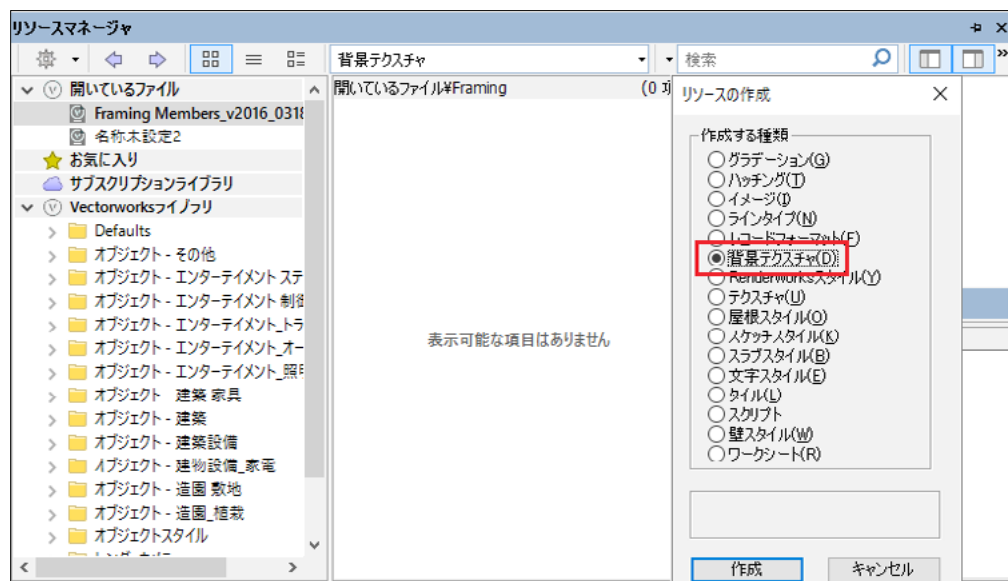 リソースマネージャ
背景テクスチャ
検索
開いているファイル
Framing Members_v2016_0318
名称未設定2
お気に入り
サブスクリプションライブラリ
Vectorworksライブラリ
Defaults
オブジェクト - その他
オブジェクト - エンターテイメント ステ
オブジェクト - エンターテイメント 制御
オブジェクト - エンターテイメント_トラ
オブジェクト - エンターテイメント_オー
オブジェクト - エンターテイメント_照明
オブジェクト 建築 家具
オブジェクト - 建築
オブジェクト - 建築設備
オブジェクト - 建物設備_家電
オブジェクト - 造園 敷地
オブジェクト - 造園_植栽
オブジェクトスタイル
開いているファイル¥Framing
(0 項
表示可能な項目はありません
リソースの作成
作成する種類
グラデーション(G)
ハッチング(T)
イメージ(I)
ラインタイプ(N)
レコードフォーマット(F)
背景テクスチャ(D)
Renderworksスタイル(Y)
テクスチャ(U)
屋根スタイル(O)
スケッチスタイル(K)
スラブスタイル(B)
文字スタイル(E)
タイル(L)
スクリプト
壁スタイル(W)
ワークシート(R)
作成
キャンセル